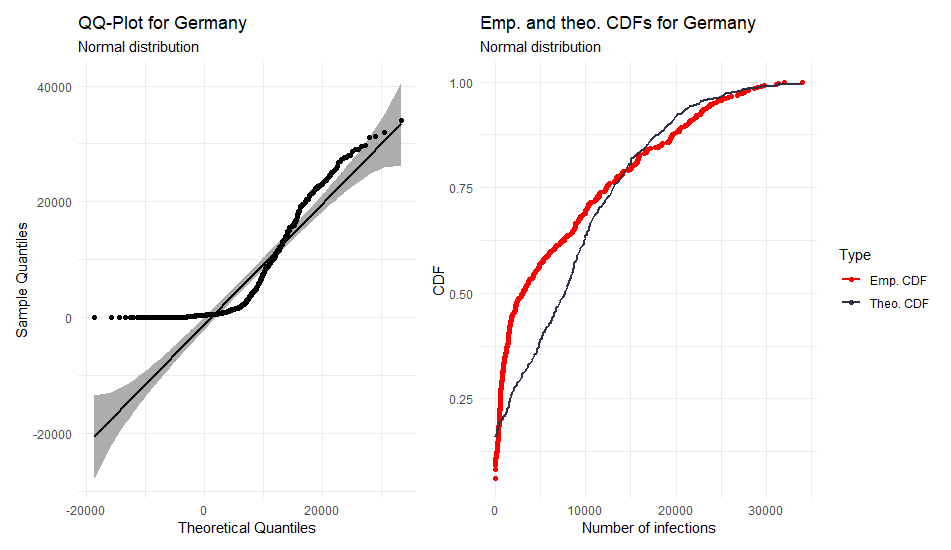 QQ-Plot for Germany
Normal distribution
40000
20000
0
-20000
Sample Quantiles
-20000
0
20000
Theoretical Quantiles
Emp. and theo. CDFs for Germany
Normal distribution
1.00
0.75
0.50
0.25
CDF
0
10000
20000
30000
Number of infections
Type
Emp. CDF
Theo. CDF